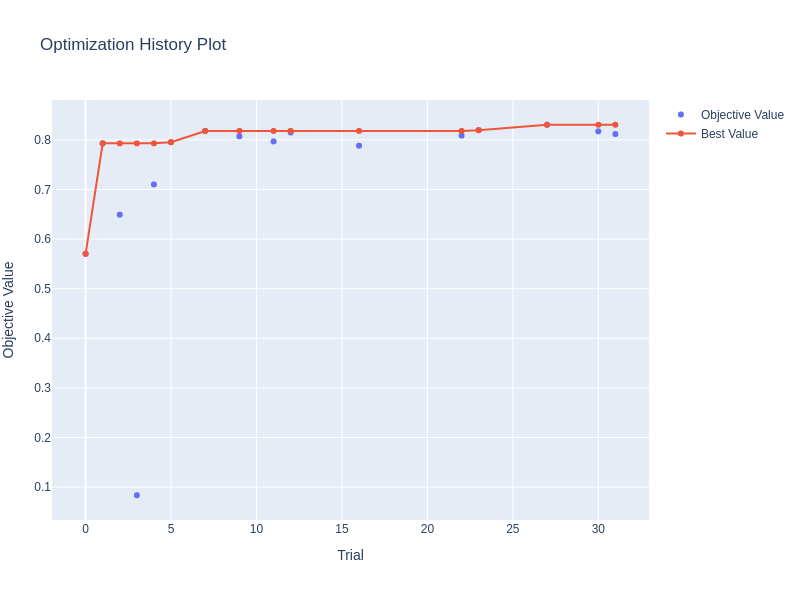 Optimization History Plot
Objective Value
Best Value
0.8
0.7
0.6
0.5
0.4
0.3
0.2
0.1
Objective Value
0 5 10 15 20 25 30
Trial